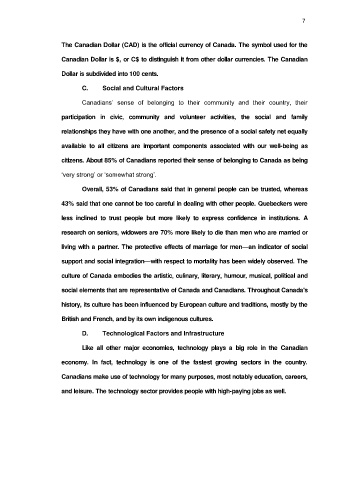 7
The Canadian Dollar (CAD) is the official currency of Canada. The symbol used for the
Canadian Dollar is $, or C$ to distinguish it from other dollar currencies. The Canadian
Dollar is subdivided into 100 cents.
C. Social and Cultural Factors
Canadians' sense of belonging to their community and their country, their
participation in civic, community and volunteer activities, the social and family
relationships they have with one another, and the presence of a social safety net equally
available to all citizens are important components associated with our well-being as
citizens. About 85% of Canadians reported their sense of belonging to Canada as being
'very strong' or 'somewhat strong'.
Overall, 53% of Canadians said that in general people can be trusted, whereas
43% said that one cannot be too careful in dealing with other people. Quebeckers were
less inclined to trust people but more likely to express confidence in institutions. A
research on seniors, widowers are 70% more likely to die than men who are married or
living with a partner. The protective effects of marriage for men—an indicator of social
support and social integration—with respect to mortality has been widely observed. The
culture of Canada embodies the artistic, culinary, literary, humour, musical, political and
social elements that are representative of Canada and Canadians. Throughout Canada's
history, its culture has been influenced by European culture and traditions, mostly by the
British and French, and by its own indigenous cultures.
D. Technological Factors and Infrastructure
Like all other major economies, technology plays a big role in the Canadian
economy. In fact, technology is one of the fastest growing sectors in the country.
Canadians make use of technology for many purposes, most notably education, careers,
and leisure. The technology sector provides people with high-paying jobs as well.